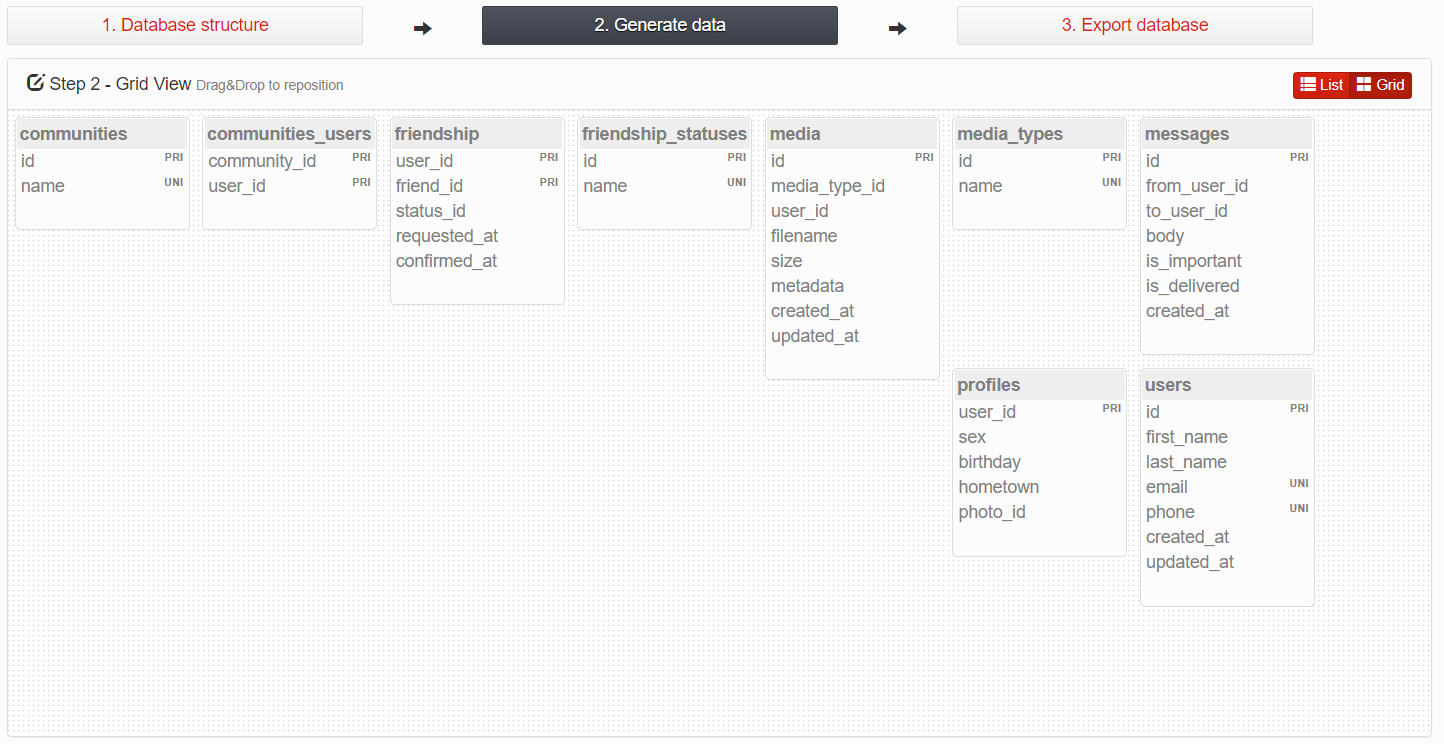 1. Database structure
2. Generate data
3. Export database
Step 2 - Grid View Drag&Drop to reposition
List
Grid
communities
id PRI
name UNI
communities_users
community_id PRI
user_id PRI
friendship
user_id PRI
friend_id PRI
status_id
requested_at
confirmed_at
friendship_statuses
id PRI
name UNI
media
id PRI
media_type_id
user_id
filename
size
metadata
created_at
updated_at
media_types
id PRI
name UNI
messages
id PRI
from_user_id
to_user_id
body
is_important
is_delivered
created_at
profiles
user_id PRI
sex
birthday
hometown
photo_id
users
id PRI
first_name
last_name
email UNI
phone UNI
created_at
updated_at